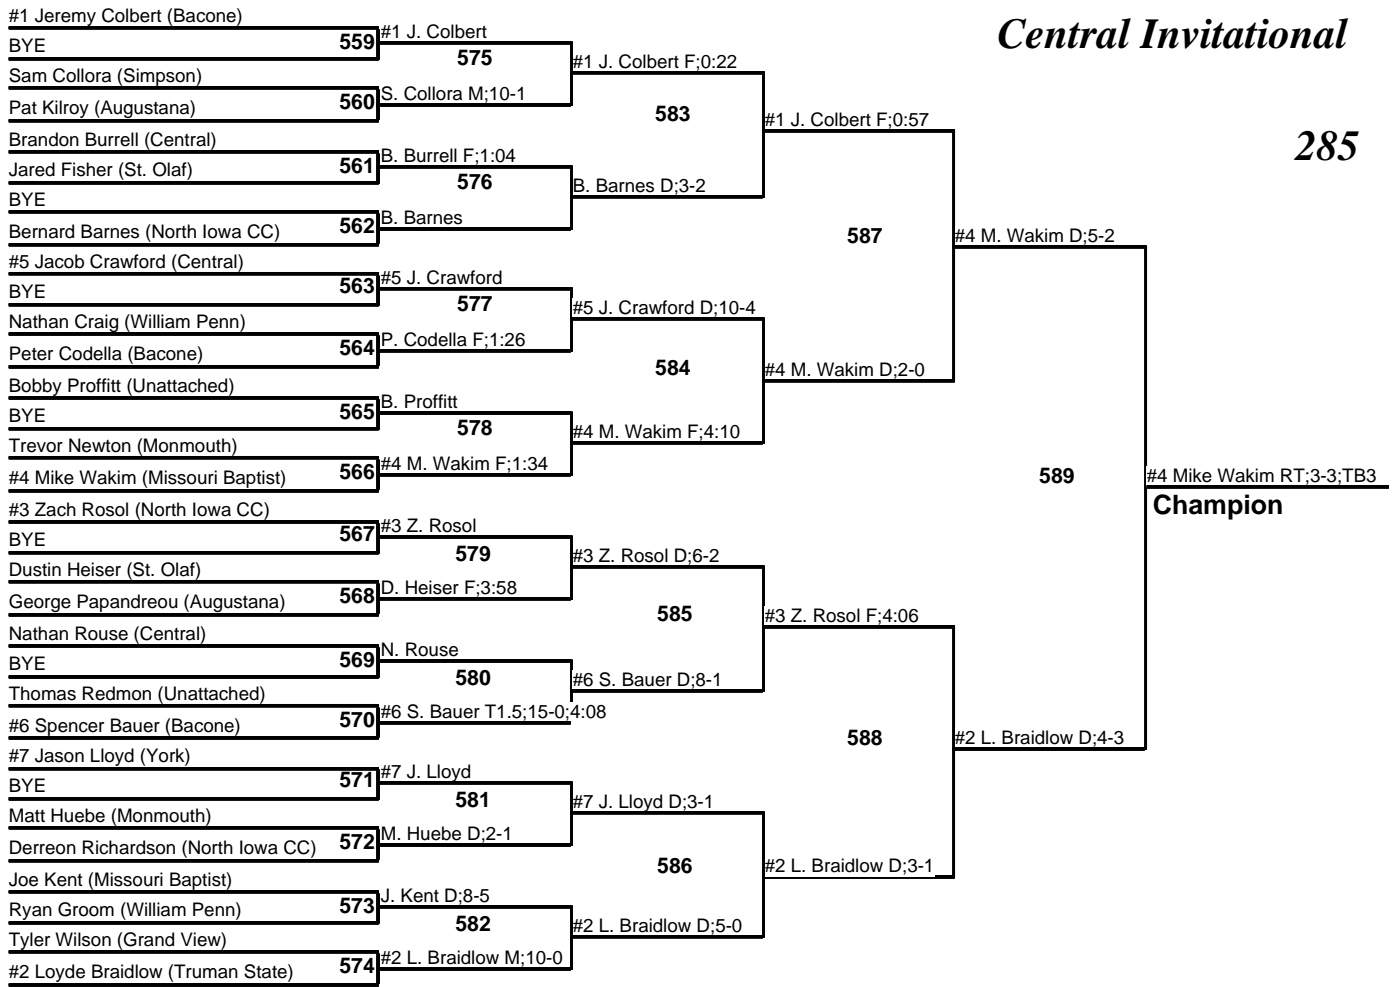 Central Invitational
285
#1 Jeremy Colbert (Bacone)
BYE
559
Sam Collora (Simpson)
Pat Kilroy (Augustana)
560
Brandon Burrell (Central)
Jared Fisher (St. Olaf)
561
BYE
Bernard Barnes (North Iowa CC)
562
#5 Jacob Crawford (Central)
BYE
563
Nathan Craig (William Penn)
Peter Codella (Bacone)
564
Bobby Proffitt (Unattached)
BYE
565
Trevor Newton (Monmouth)
#4 Mike Wakim (Missouri Baptist)
566
#3 Zach Rosol (North Iowa CC)
BYE
567
Dustin Heiser (St. Olaf)
George Papandreou (Augustana)
568
Nathan Rouse (Central)
BYE
569
Thomas Redmon (Unattached)
#6 Spencer Bauer (Bacone)
570
#7 Jason Lloyd (York)
BYE
571
Matt Huebe (Monmouth)
Derreon Richardson (North Iowa CC)
572
Joe Kent (Missouri Baptist)
Ryan Groom (William Penn)
573
Tyler Wilson (Grand View)
#2 Loyde Braidlow (Truman State)
574
#1 J. Colbert
575
S. Collora M;10-1
B. Burrell F;1:04
576
B. Barnes
#5 J. Crawford
577
P. Codella F;1:26
B. Proffitt
578
#4 M. Wakim F;1:34
#3 Z. Rosol
579
D. Heiser F;3:58
N. Rouse
580
#6 S. Bauer T1.5;15-0;4:08
#7 J. Lloyd
581
M. Huebe D;2-1
J. Kent D;8-5
582
#2 L. Braidlow M;10-0
#1 J. Colbert F;0:22
583
B. Barnes D;3-2
#5 J. Crawford D;10-4
584
#4 M. Wakim F;4:10
#3 Z. Rosol D;6-2
585
#6 S. Bauer D;8-1
#7 J. Lloyd D;3-1
586
#2 L. Braidlow D;5-0
#1 J. Colbert F;0:57
587
#4 M. Wakim D;2-0
#3 Z. Rosol F;4:06
588
#2 L. Braidlow D;3-1
#4 M. Wakim D;5-2
589
#2 L. Braidlow D;4-3
#4 Mike Wakim RT;3-3;TB3
Champion